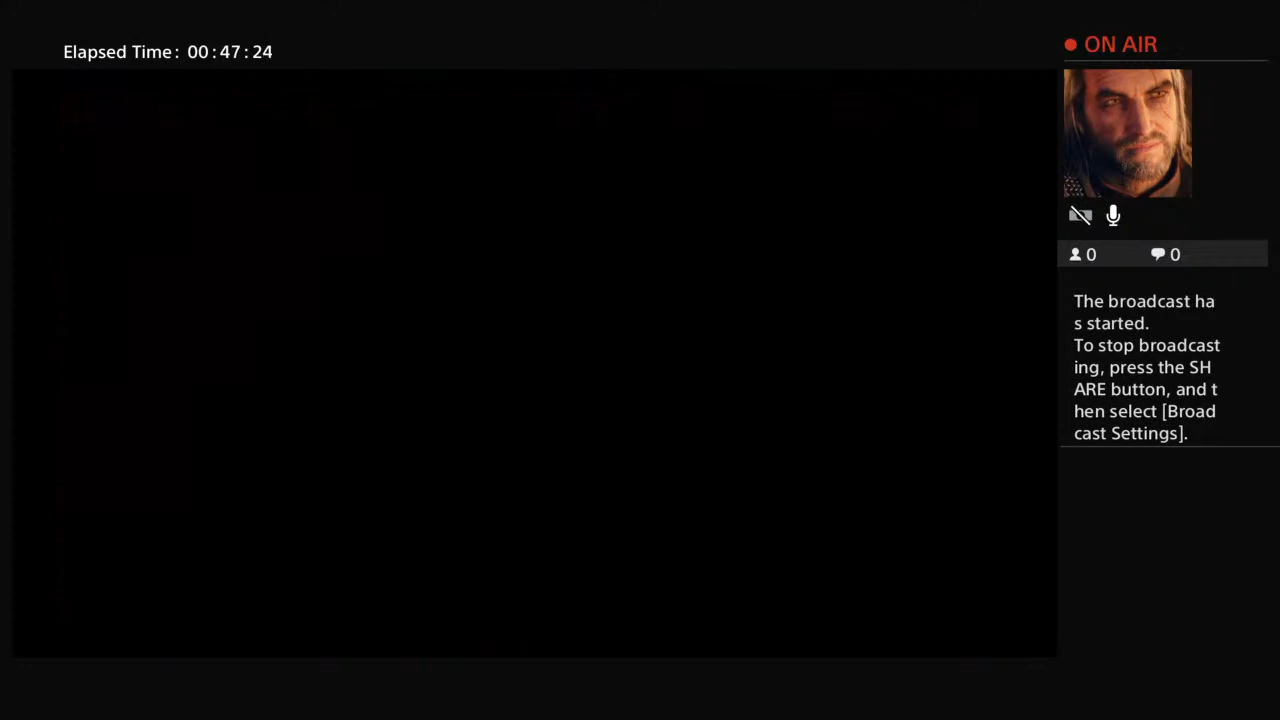 Elapsed Time: 00:47:24
ON AIR
0 0
The broadcast ha
s started.
To stop broadcast
ing, press the SH
ARE button, and t
hen select [Broad
cast Settings].